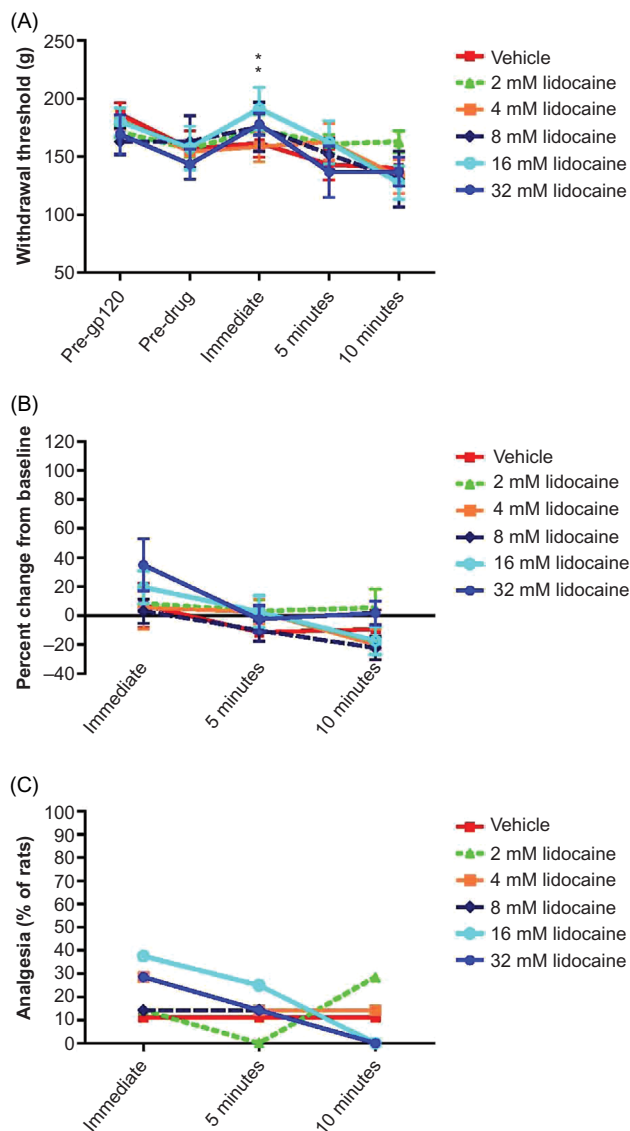 (A)
Withdrawal threshold (g)
250
200
150
100
50
*
*
Pre-gp120
Pre-drug
Immediate
5 minutes
10 minutes
Vehicle
2 mM lidocaine
4 mM lidocaine
8 mM lidocaine
16 mM lidocaine
32 mM lidocaine
(B)
Percent change from baseline
120
100
80
60
40
20
0
−20
−40
Immediate
5 minutes
10 minutes
Vehicle
2 mM lidocaine
4 mM lidocaine
8 mM lidocaine
16 mM lidocaine
32 mM lidocaine
(C)
Analgesia (% of rats)
100
90
80
70
60
50
40
30
20
10
0
Immediate
5 minutes
10 minutes
Vehicle
2 mM lidocaine
4 mM lidocaine
8 mM lidocaine
16 mM lidocaine
32 mM lidocaine